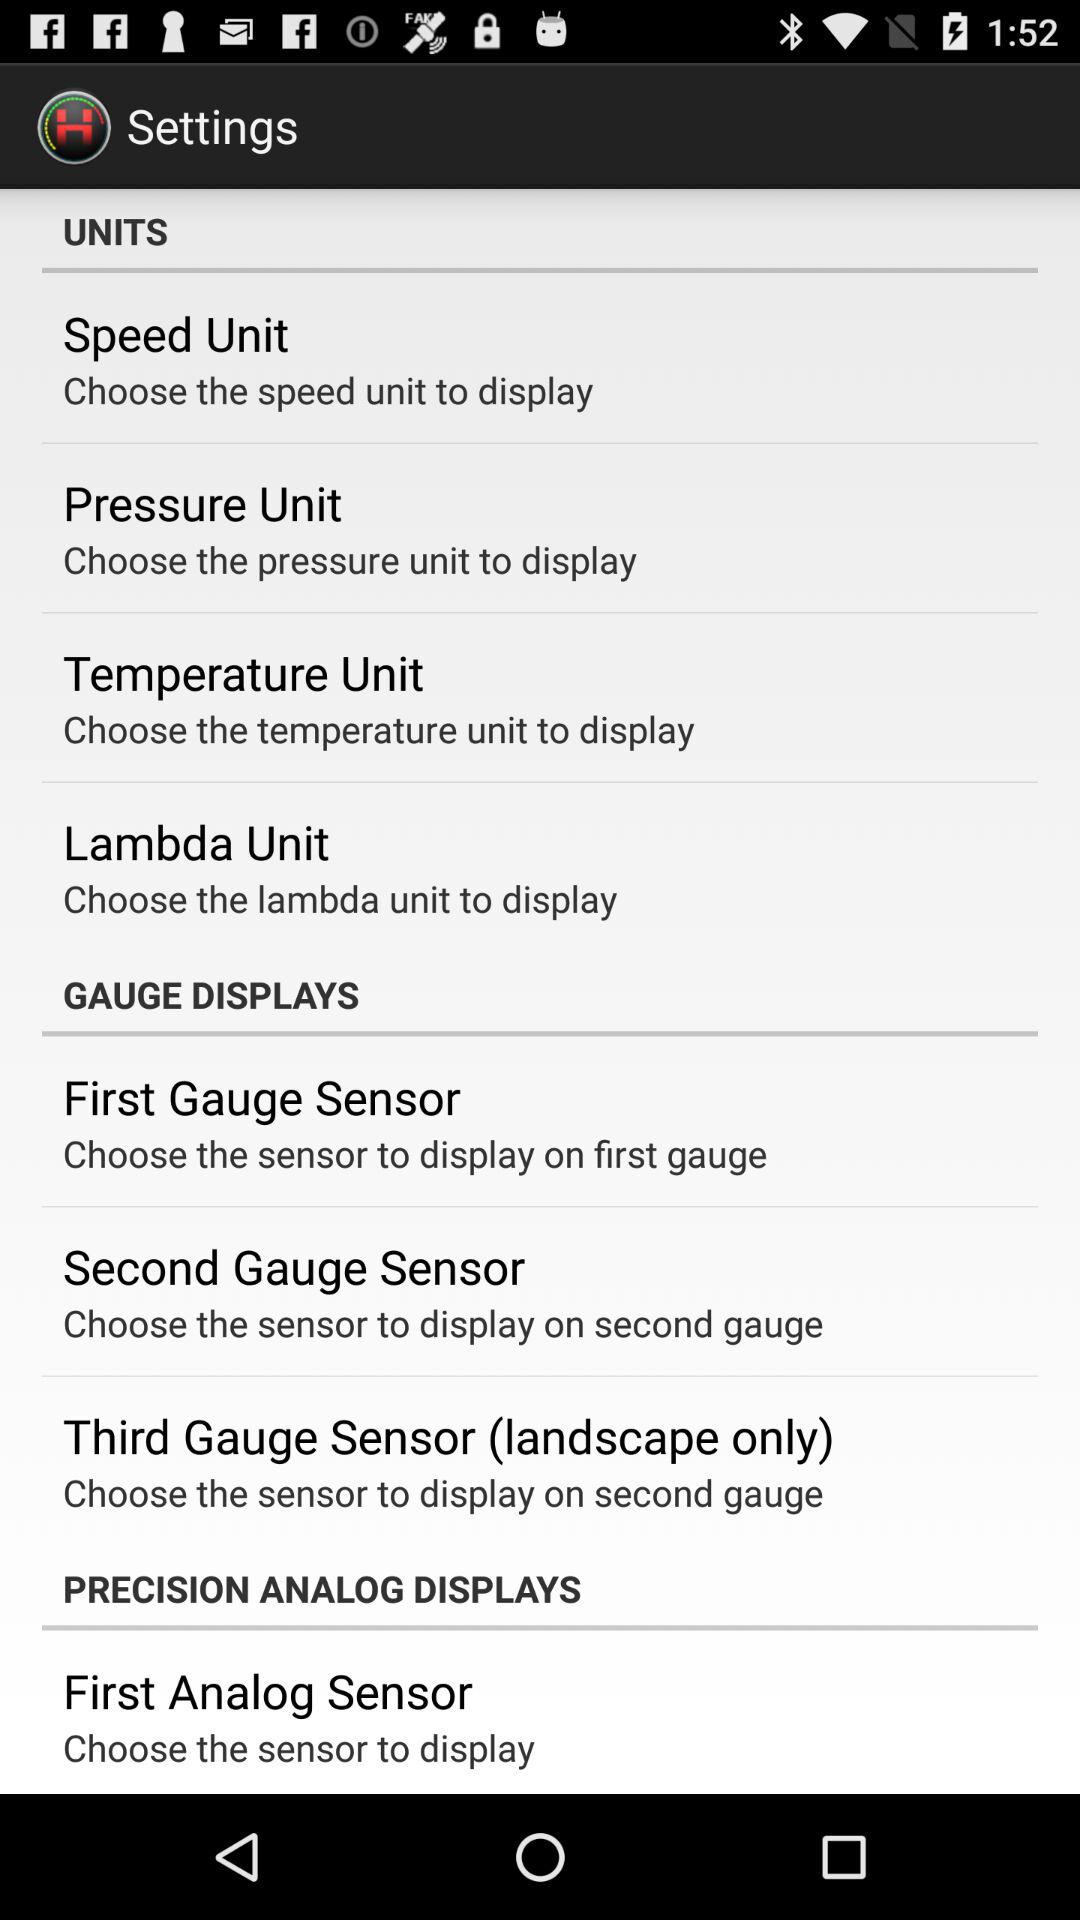 FAKE
1:52
H Settings
UNITS
Speed Unit
Choose the speed unit to display
Pressure Unit
Choose the pressure unit to display
Temperature Unit
Choose the temperature unit to display
Lambda Unit
Choose the lambda unit to display
GAUGE DISPLAYS
First Gauge Sensor
Choose the sensor to display on first gauge
Second Gauge Sensor
Choose the sensor to display on second gauge
Third Gauge Sensor (landscape only)
Choose the sensor to display on second gauge
PRECISION ANALOG DISPLAYS
First Analog Sensor
Choose the sensor to display